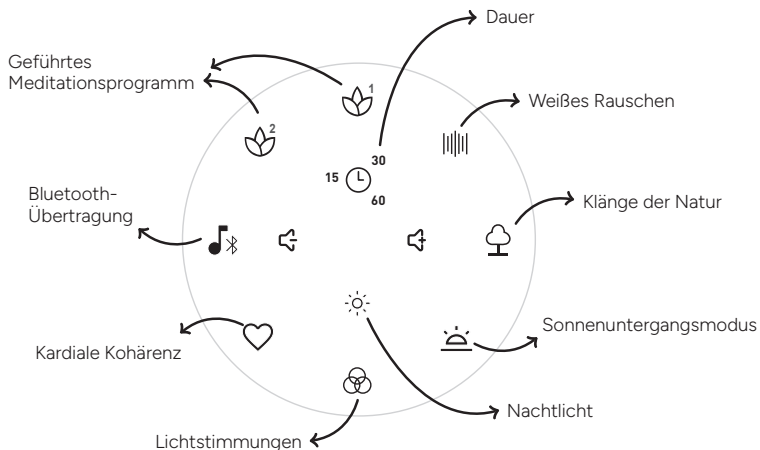 Dauer
Geführtes
Meditationsprogramm
1
Weißes Rauschen
2
30
15
60
Bluetooth-
Übertragung
Klänge der Natur
Sonnenuntergangsmodus
Kardiale Kohärenz
Nachtlicht
Lichtstimmungen